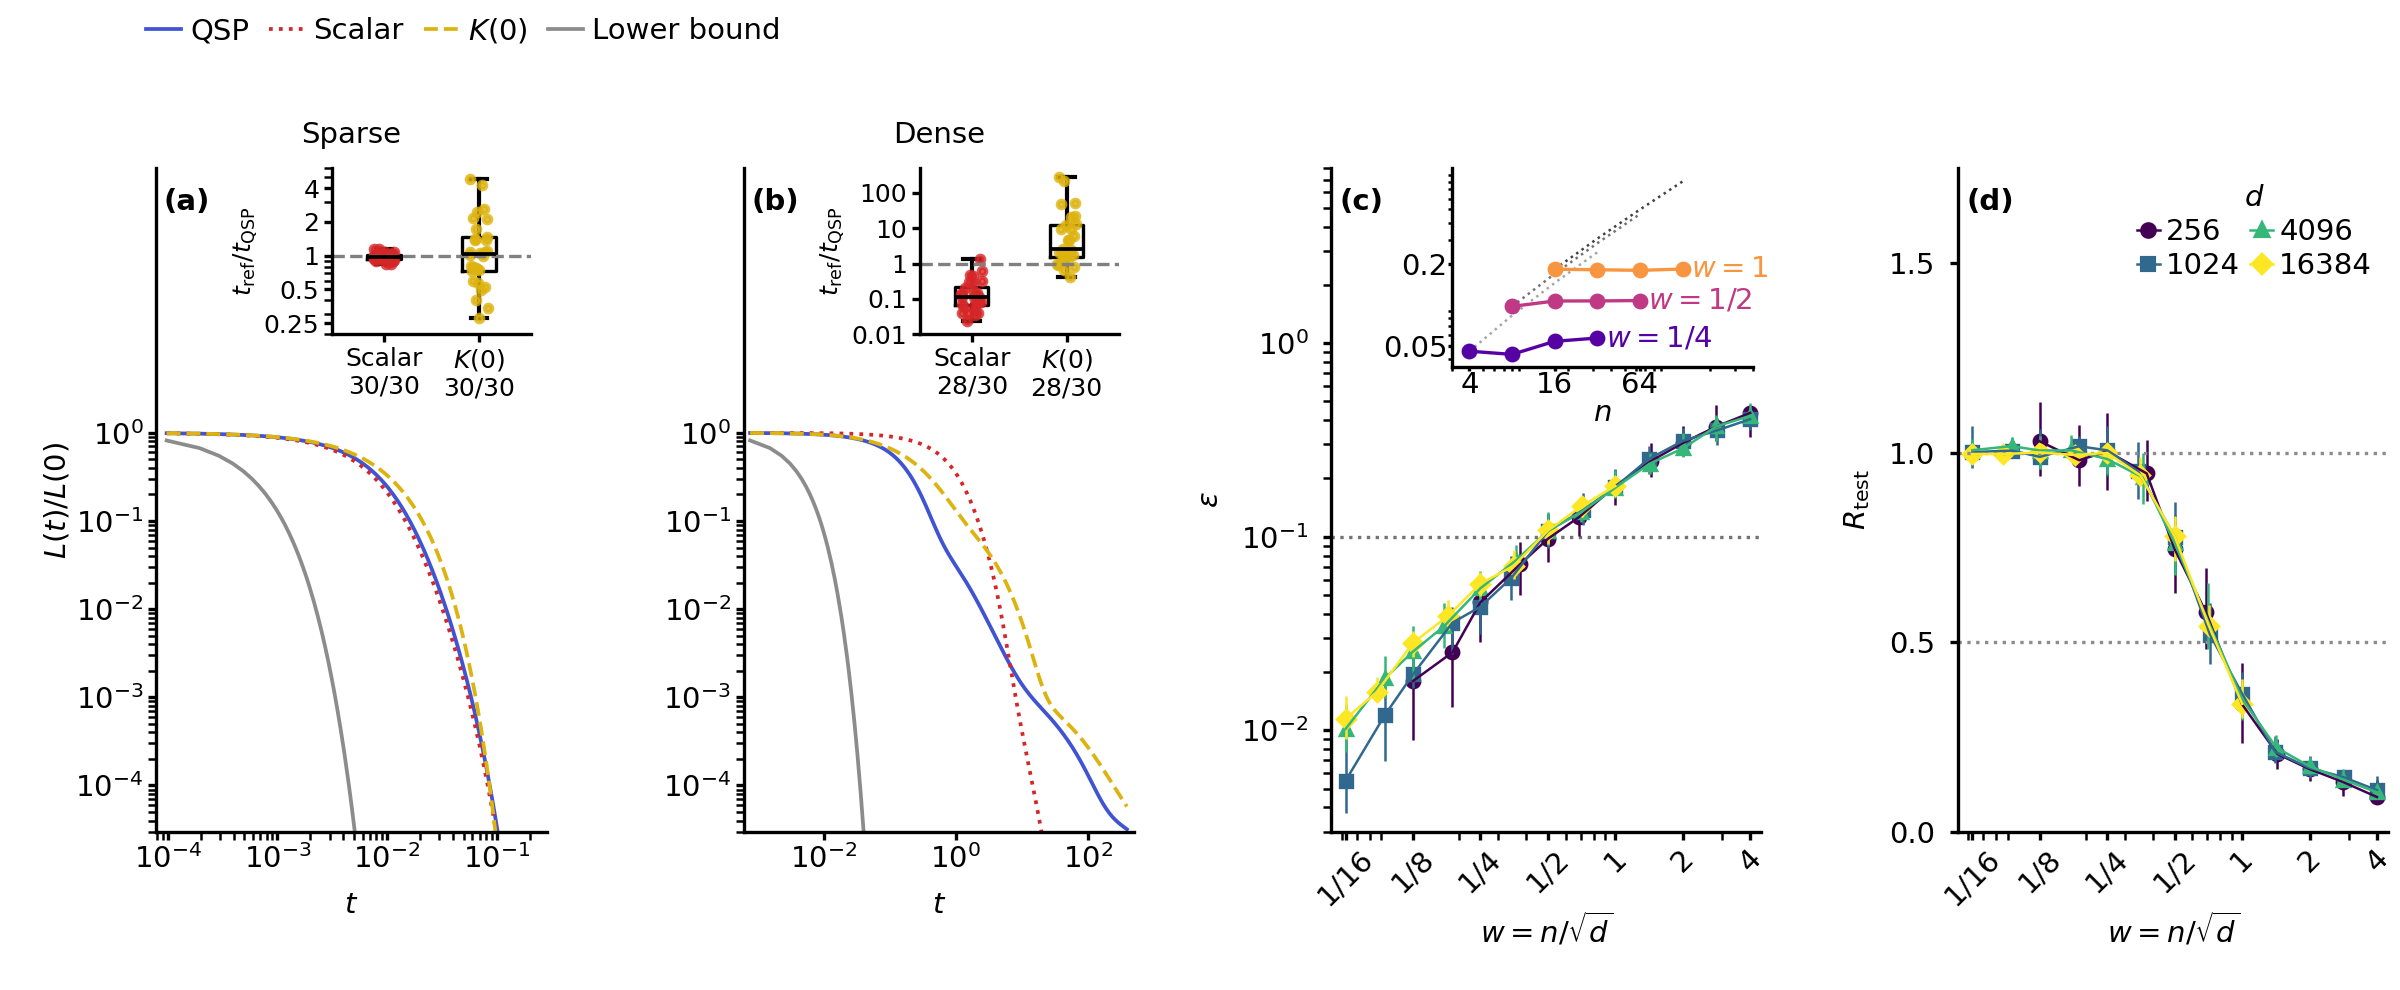 QSP Scalar K(0) Lower bound
Sparse
(a)
t_ref/t_QSP
4
2
1
0.5
0.25
Scalar K(0)
30/30 30/30
L(t)/L(0)
10^0
10^-1
10^-2
10^-3
10^-4
10^-4 10^-3 10^-2 10^-1
t
Dense
(b)
t_ref/t_QSP
100
10
1
0.1
0.01
Scalar K(0)
28/30 28/30
10^0
10^-1
10^-2
10^-3
10^-4
10^-2 10^0 10^2
t
(c)
0.2
0.05
w = 1
w = 1/2
w = 1/4
4 16 64
n
ε
10^0
10^-1
10^-2
1/16 1/8 1/4 1/2 1 2 4
w = n/√d
(d)
d
256 4096
1024 16384
R_test
1.5
1.0
0.5
0.0
1/16 1/8 1/4 1/2 1 2 4
w = n/√d